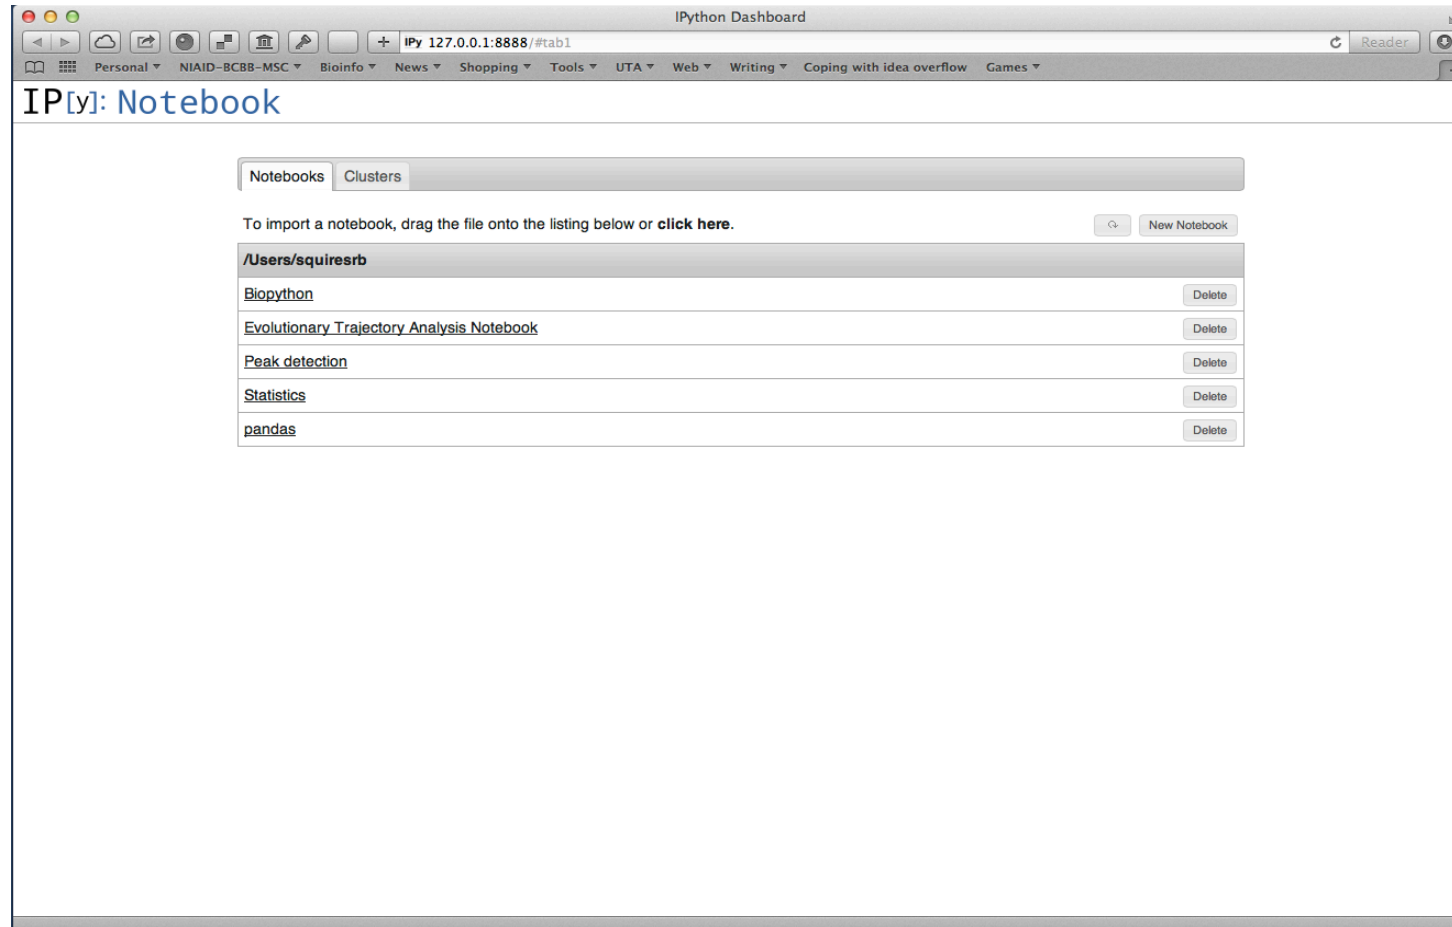 IPython Dashboard
IPy 127.0.0.1:8888/#tab1 Reader
Personal NIAID-BCBB-MSC Bioinfo News Shopping Tools UTA Web Writing Coping with idea overflow Games
IP[y]: Notebook
Notebooks Clusters
To import a notebook, drag the file onto the listing below or click here. New Notebook
/Users/squiresrb
Biopython Delete
Evolutionary Trajectory Analysis Notebook Delete
Peak detection Delete
Statistics Delete
pandas Delete